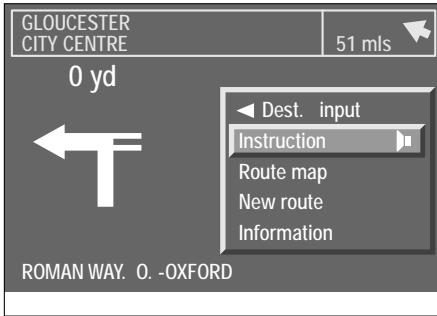 GLOUCESTER
CITY CENTRE
51 mls
0 yd
Dest. input
Instruction
Route map
New route
Information
ROMAN WAY. O. -OXFORD